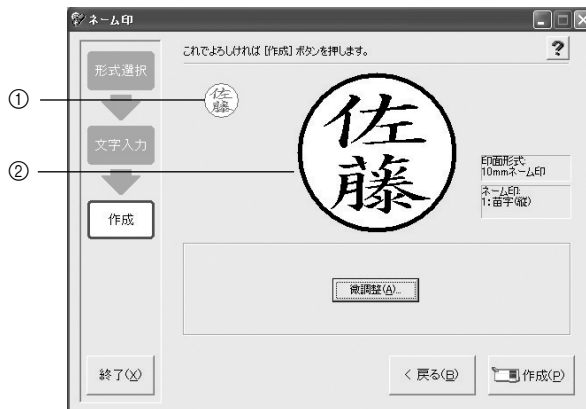 ネーム印
これでよろしければ [作成] ボタンを押します。
?
形式選択
文字入力
作成
①
②
佐
藤
佐
藤
印面形式:
10mmネーム印
ネーム印:
1:苗字(縦)
微調整(A)...
終了(X)
< 戻る(B)
作成(P)